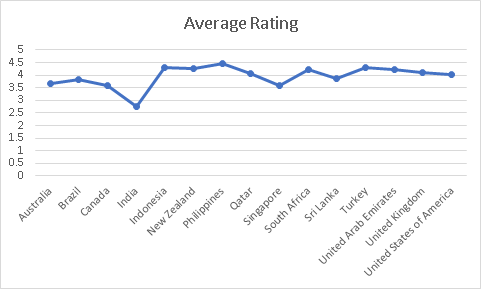 Average Rating
5
4.5
4
3.5
3
2.5
2
1.5
1
0.5
0
Australia
Brazil
Canada
India
Indonesia
New Zealand
Philippines
Qatar
Singapore
South Africa
Sri Lanka
Turkey
United Arab Emirates
United Kingdom
United States of America